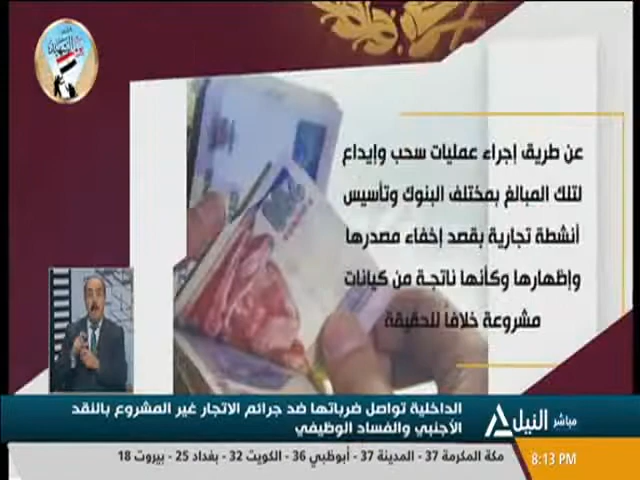 عن طريق إجراء عمليات سحب وإيداع
لتلك المبالغ بمختلف البنوك وتأسيس
أنشطة تجارية بقصد إخفاء مصدرها
وإظهارها وكأنها ناتجة من كيانات
مشروعة خلافا للحقيقة
الداخلية تواصل ضرباتها ضد جرائم الاتجار غير المشروع بالنقد
الأجنبي والفساد الوظيفي
النيل
مباشر
مكة المكرمة 37 - المدينة 37 - أبوظبي 36 - الكويت 32 - بغداد 25 - بيروت 18
8:13 PM